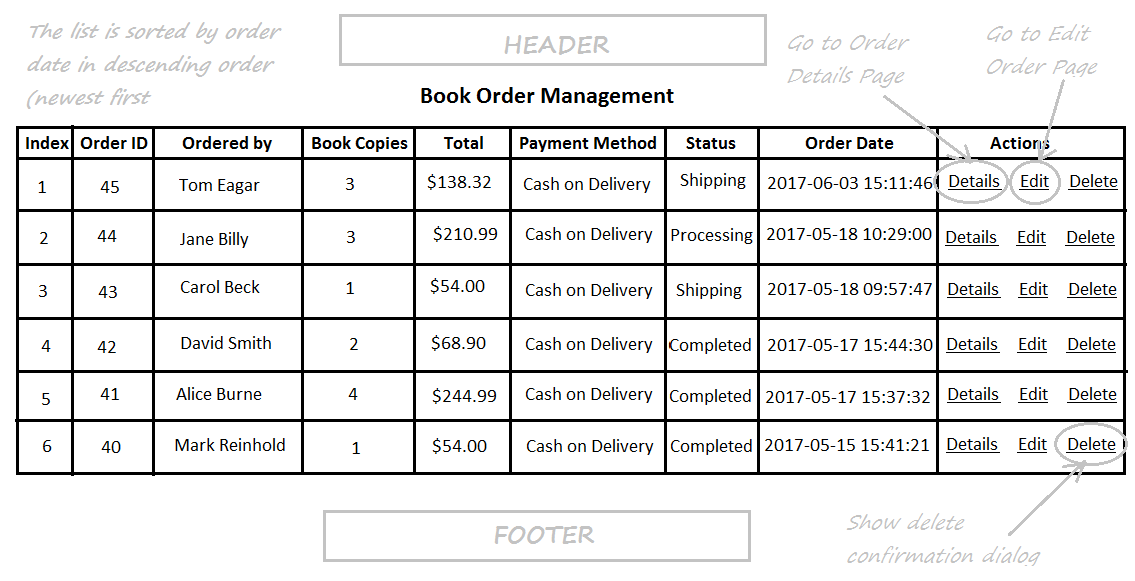 The list is sorted by order
date in descending order
(newest first
HEADER
Go to Order
Details Page
Go to Edit
Order Page
Book Order Management
Index Order ID Ordered by Book Copies Total Payment Method Status Order Date Actions
1 45 Tom Eagar 3 $138.32 Cash on Delivery Shipping 2017-06-03 15:11:46 Details Edit Delete
2 44 Jane Billy 3 $210.99 Cash on Delivery Processing 2017-05-18 10:29:00 Details Edit Delete
3 43 Carol Beck 1 $54.00 Cash on Delivery Shipping 2017-05-18 09:57:47 Details Edit Delete
4 42 David Smith 2 $68.90 Cash on Delivery Completed 2017-05-17 15:44:30 Details Edit Delete
5 41 Alice Burne 4 $244.99 Cash on Delivery Completed 2017-05-17 15:37:32 Details Edit Delete
6 40 Mark Reinhold 1 $54.00 Cash on Delivery Completed 2017-05-15 15:41:21 Details Edit Delete
FOOTER
Show delete
confirmation dialog